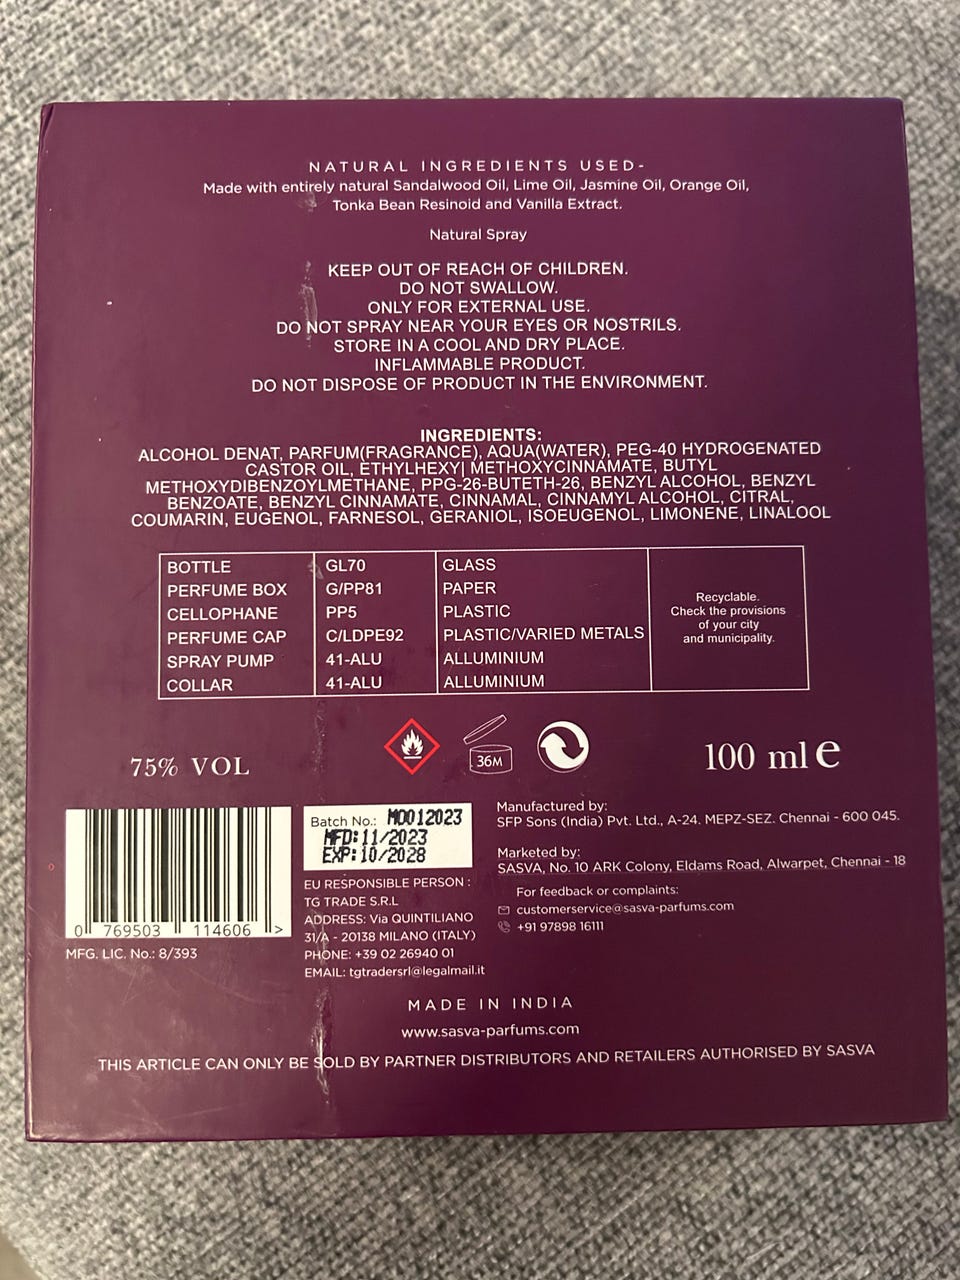 NATURAL INGREDIENTS USED-
Made with entirely natural Sandalwood Oil, Lime Oil, Jasmine Oil, Orange Oil,
Tonka Bean Resinoid and Vanilla Extract.
Natural Spray
KEEP OUT OF REACH OF CHILDREN.
DO NOT SWALLOW.
ONLY FOR EXTERNAL USE.
DO NOT SPRAY NEAR YOUR EYES OR NOSTRILS.
STORE IN A COOL AND DRY PLACE.
INFLAMMABLE PRODUCT.
DO NOT DISPOSE OF PRODUCT IN THE ENVIRONMENT.
INGREDIENTS:
ALCOHOL DENAT, PARFUM(FRAGRANCE), AQUA(WATER), PEG-40 HYDROGENATED
CASTOR OIL, ETHYLHEXY| METHOXYCINNAMATE, BUTYL
METHOXYDIBENZOYLMETHANE, PPG-26-BUTETH-26, BENZYL ALCOHOL, BENZYL
BENZOATE, BENZYL CINNAMATE, CINNAMAL, CINNAMYL ALCOHOL, CITRAL,
COUMARIN, EUGENOL, FARNESOL, GERANIOL, ISOEUGENOL, LIMONENE, LINALOOL
BOTTLE GL70 GLASS
PERFUME BOX G/PP81 PAPER
CELLOPHANE PP5 PLASTIC
PERFUME CAP C/LDPE92 PLASTIC/VARIED METALS
SPRAY PUMP 41-ALU ALLUMINIUM
COLLAR 41-ALU ALLUMINIUM
Recyclable.
Check the provisions
of your city
and municipality.
75% VOL
36M
100 ml e
0 769503 114606 >
MFG. LIC. No.: 8/393
Batch No.: M0012023
MFD:11/2023
EXP:10/2028
EU RESPONSIBLE PERSON :
TG TRADE S.R.L
ADDRESS: Via QUINTILIANO
31/A - 20138 MILANO (ITALY)
PHONE: +39 02 26940 01
EMAIL: tgtradersrl@legalmail.it
Manufactured by:
SFP Sons (India) Pvt. Ltd., A-24. MEPZ-SEZ. Chennai - 600 045.
Marketed by:
SASVA, No. 10 ARK Colony, Eldams Road, Alwarpet, Chennai - 18
For feedback or complaints:
customerservice@sasva-parfums.com
+91 97898 16111
MADE IN INDIA
www.sasva-parfums.com
THIS ARTICLE CAN ONLY BE SOLD BY PARTNER DISTRIBUTORS AND RETAILERS AUTHORISED BY SASVA